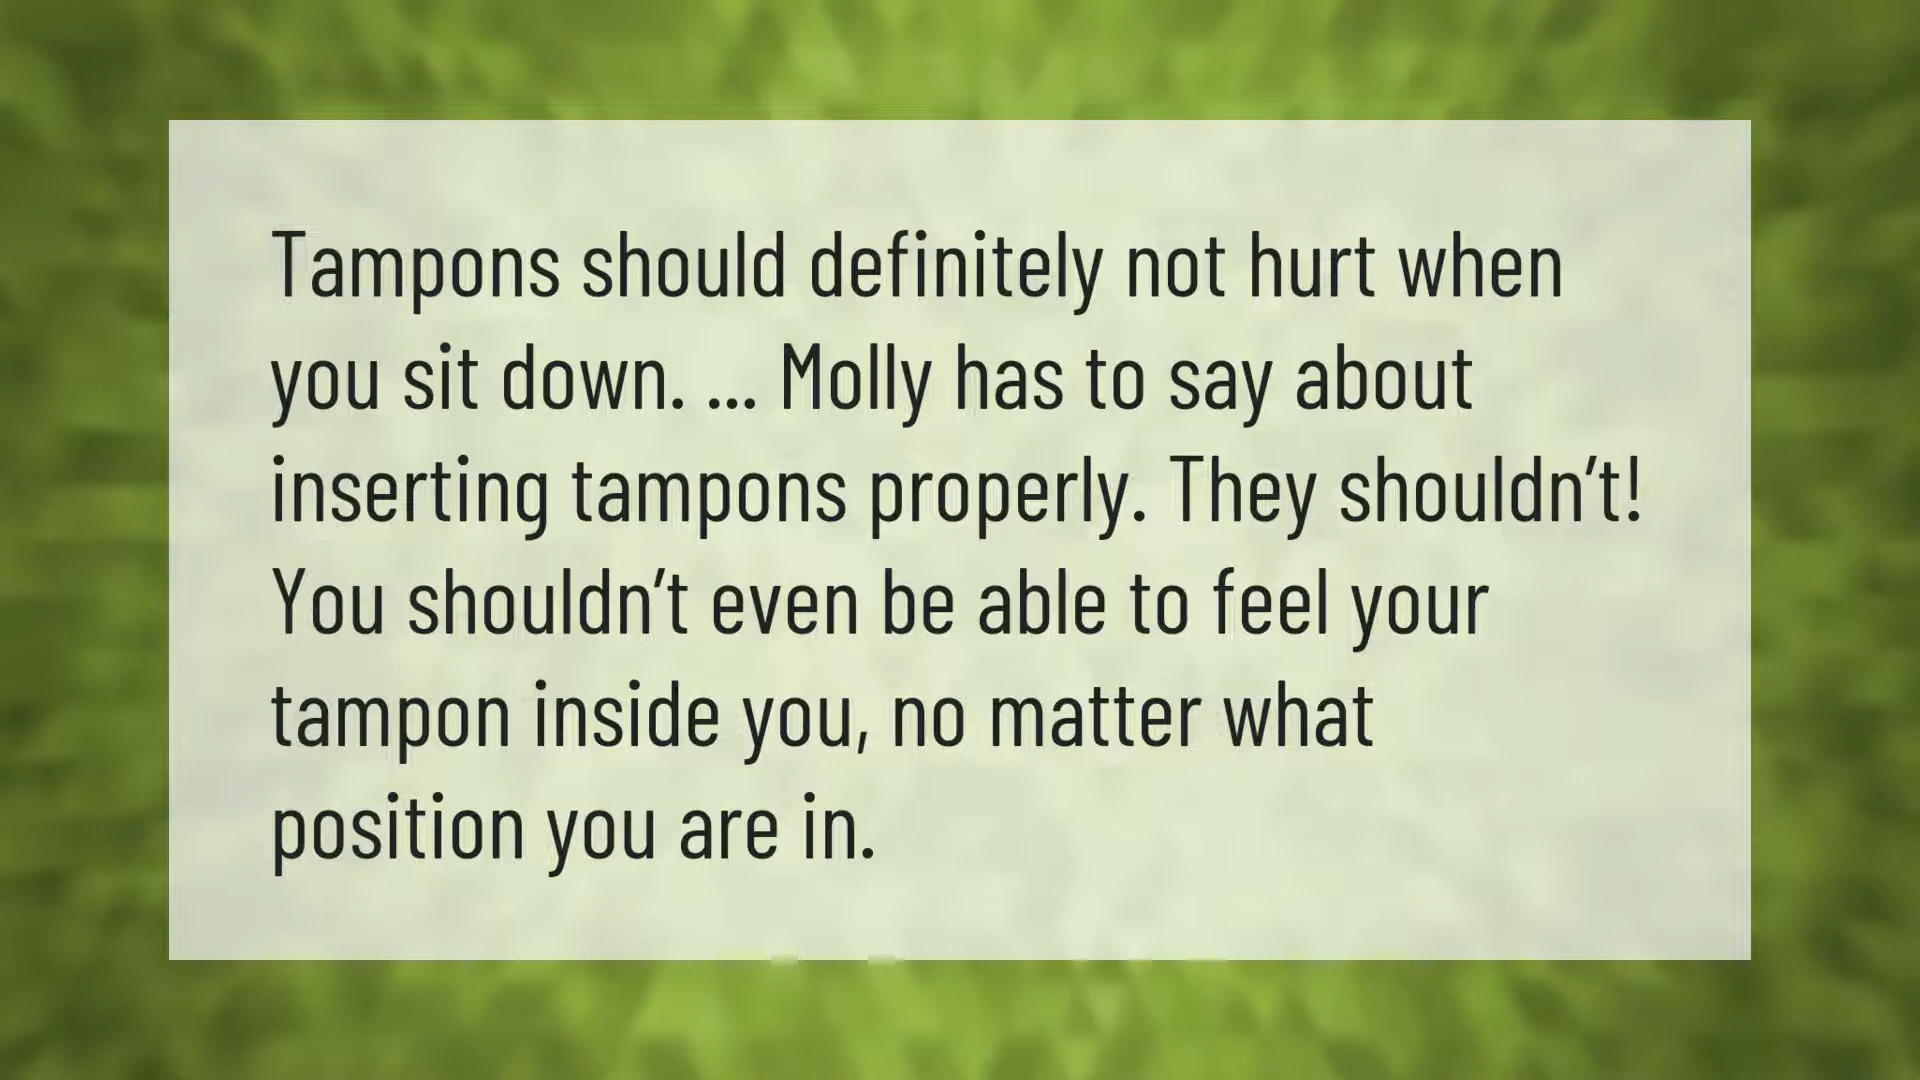 Tampons should definitely not hurt when
you sit down. ... Molly has to say about
inserting tampons properly. They shouldn’t!
You shouldn’t even be able to feel your
tampon inside you, no matter what
position you are in.